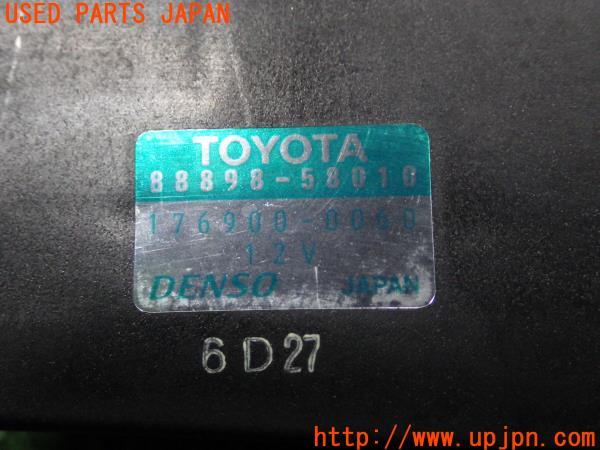 USED PARTS JAPAN
TOYOTA
88898-58010
176900-0060
12V
DENSO JAPAN
6D27
http://www.upjpn.com